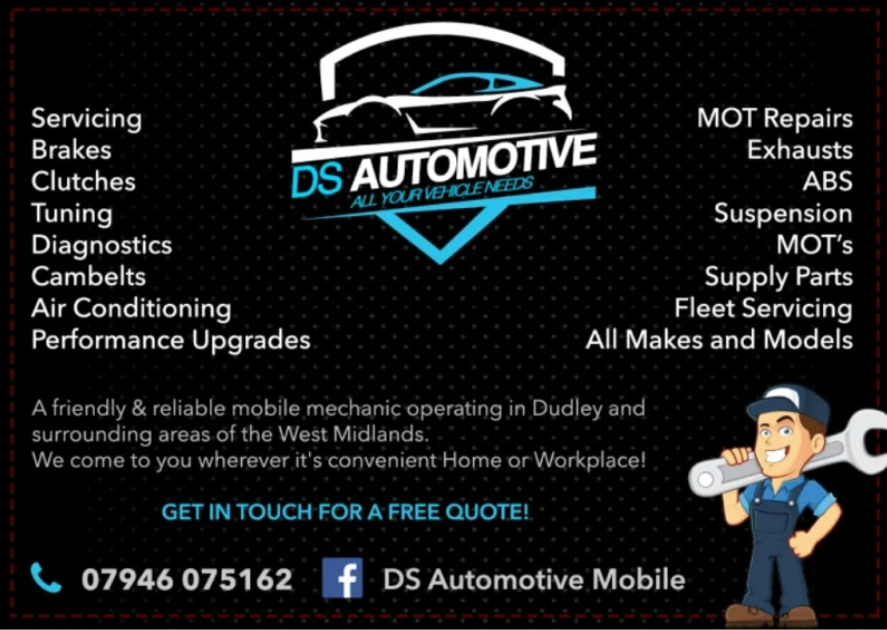 DS AUTOMOTIVE
ALL YOUR VEHICLE NEEDS
Servicing
Brakes
Clutches
Tuning
Diagnostics
Cambelts
Air Conditioning
Performance Upgrades
MOT Repairs
Exhausts
ABS
Suspension
MOT's
Supply Parts
Fleet Servicing
All Makes and Models
A friendly & reliable mobile mechanic operating in Dudley and
surrounding areas of the West Midlands.
We come to you wherever it's convenient Home or Workplace!
GET IN TOUCH FOR A FREE QUOTE!
07946 075162
f DS Automotive Mobile